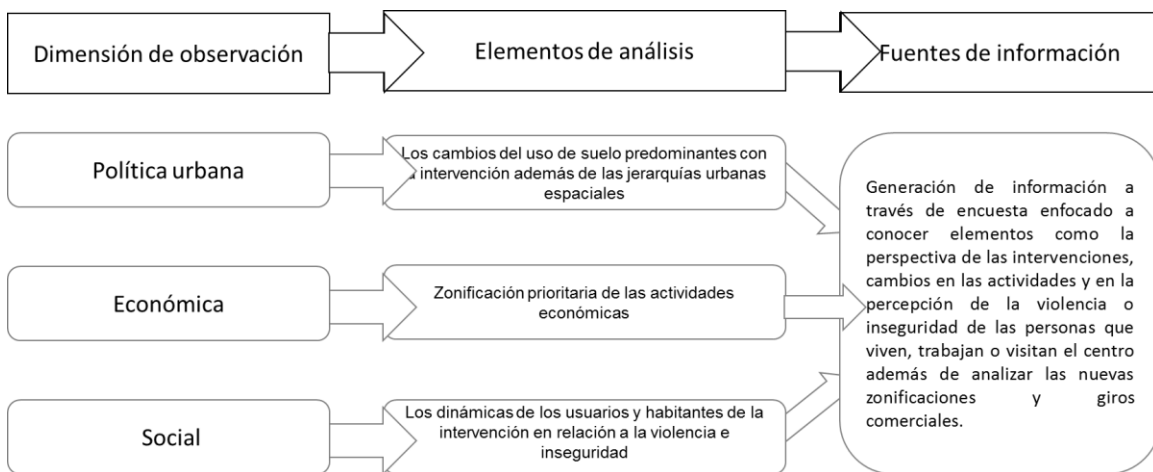 Dimensión de observación
Elementos de análisis
Fuentes de información
Política urbana
Los cambios del uso de suelo predominantes con
intervención además de las jerarquías urbanas
espaciales
Económica
Zonificación prioritaria de las actividades
económicas
Social
Los dinámicas de los usuarios y habitantes de la
intervención en relación a la violencia e
inseguridad
Generación de información a
través de encuesta enfocado a
conocer elementos como la
perspectiva de las intervenciones,
cambios en las actividades y en la
percepción de la violencia o
inseguridad de las personas que
viven, trabajan o visitan el centro
además de analizar las nuevas
zonificaciones y giros
comerciales.